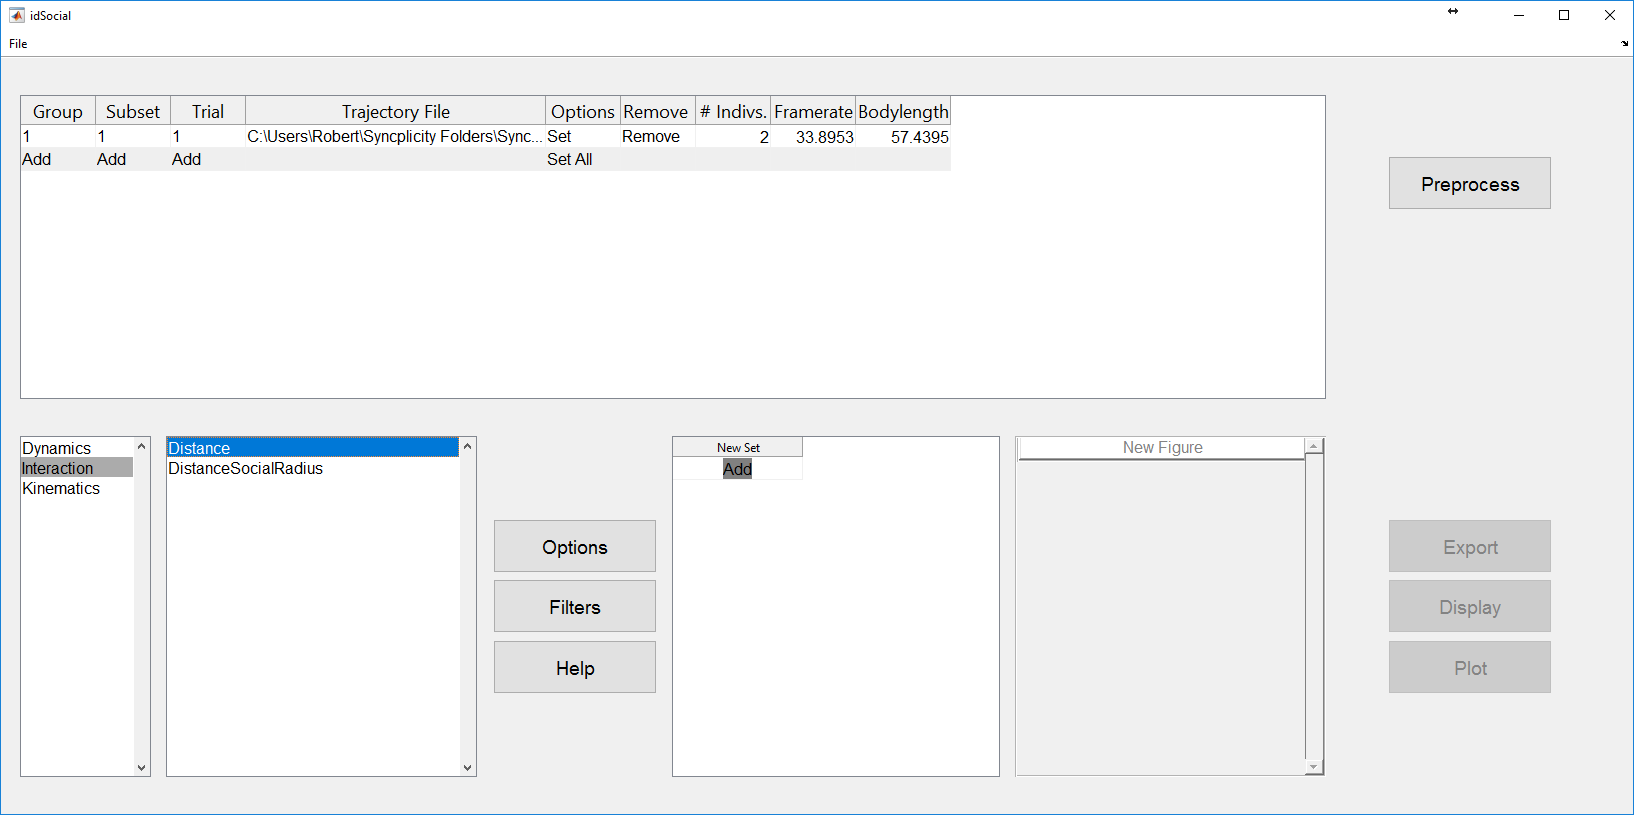 idSocial
File
Group Subset Trial Trajectory File Options Remove # Indivs. Framerate Bodylength
1 1 1 C:\Users\Robert\Syncplicity Folders\Sync... Set Remove 2 33.8953 57.4395
Add Add Add Set All
Preprocess
Dynamics
Interaction
Kinematics
Distance
DistanceSocialRadius
Options
Filters
Help
New Set
Add
New Figure
Export
Display
Plot